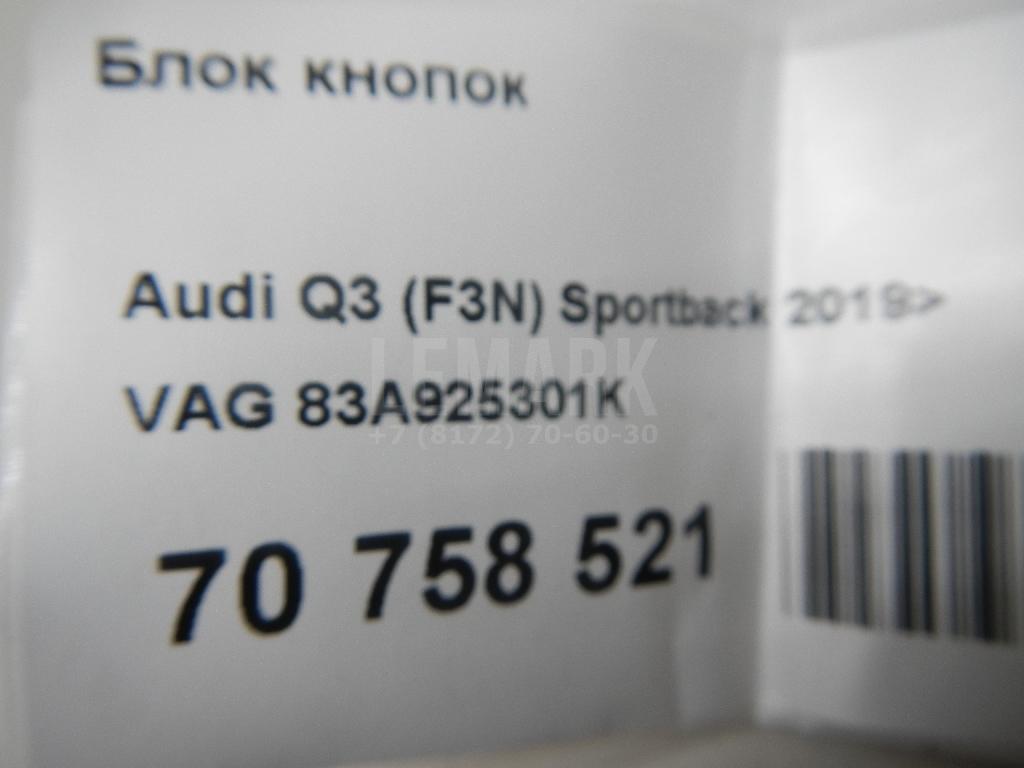 Блок кнопок
Audi Q3 (F3N) Sportback 2019>
LEMARK
VAG 83A925301K
+7 (8172) 70-60-30
70 758 521